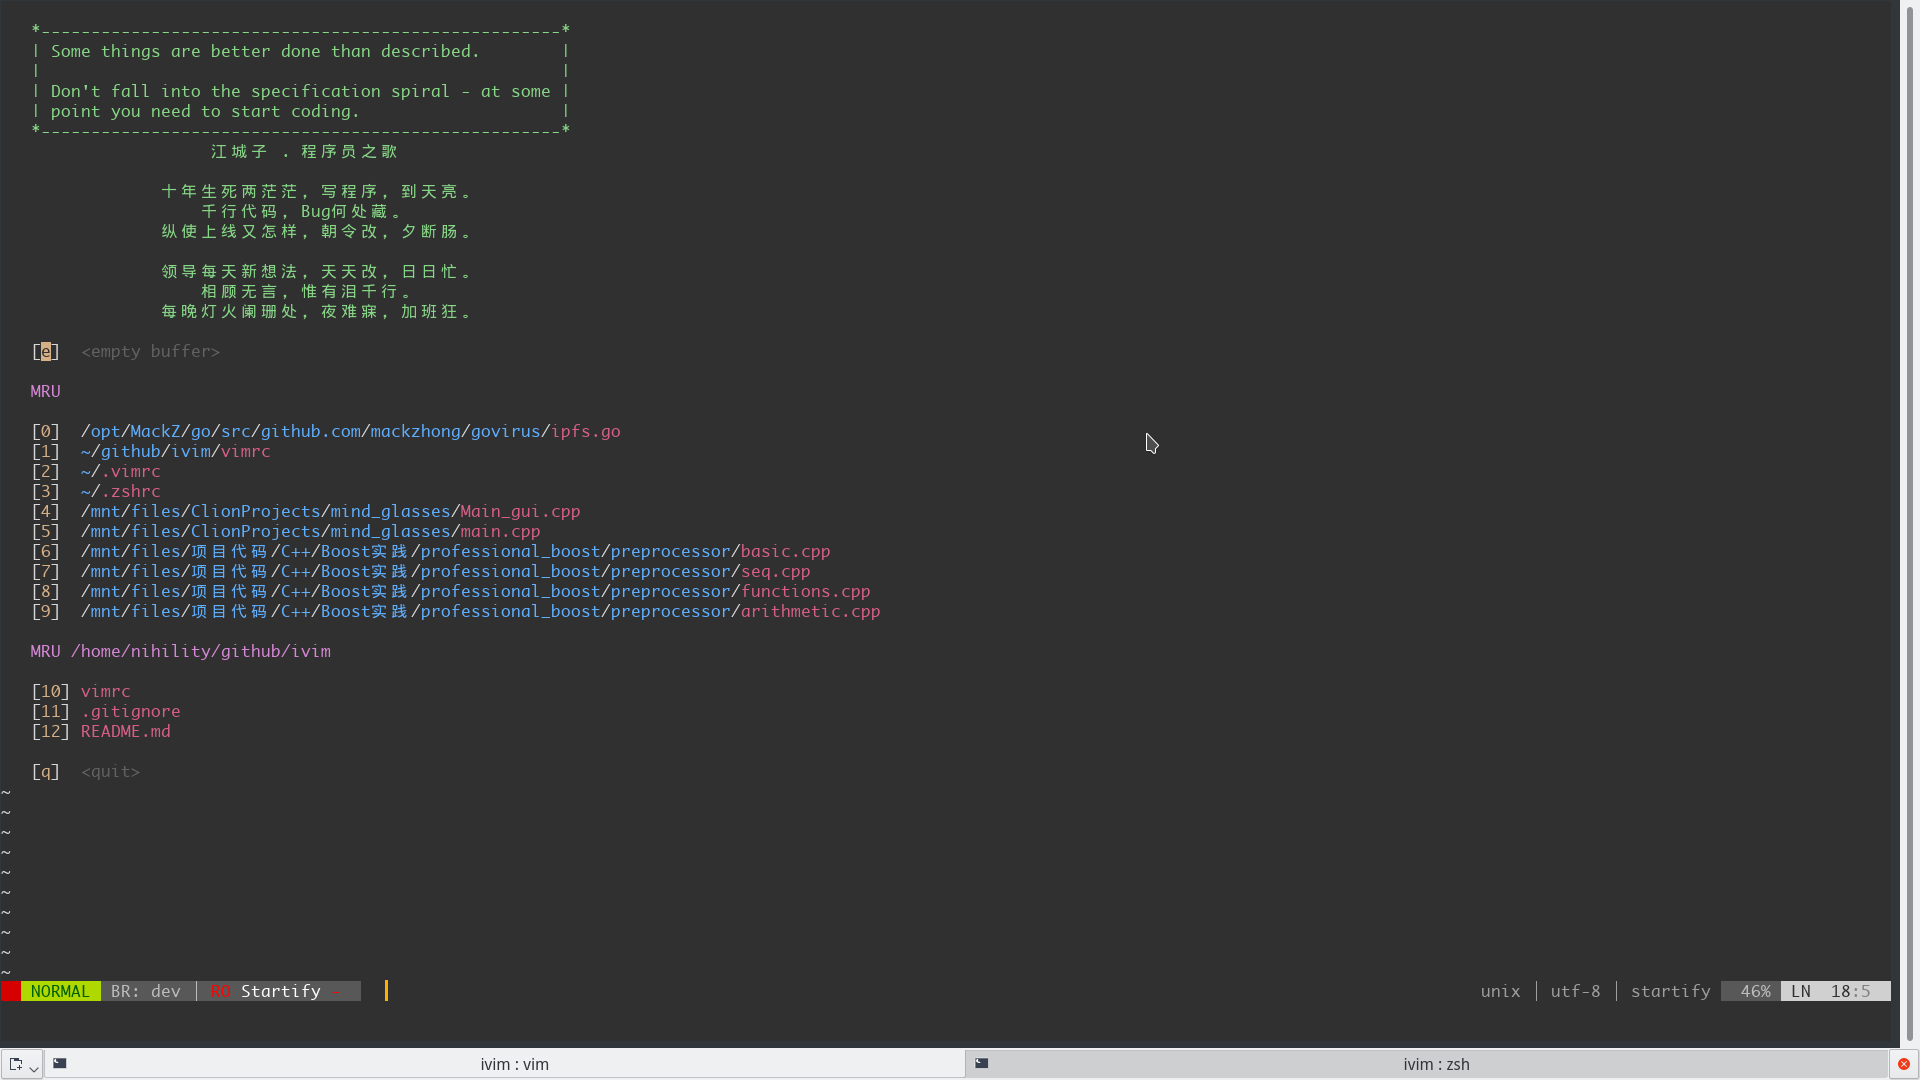 *----------------------------------------------------*
| Some things are better done than described.        |
|                                                    |
| Don't fall into the specification spiral - at some |
| point you need to start coding.                    |
*----------------------------------------------------*
江城子 . 程序员之歌
十年生死两茫茫，写程序，到天亮。
千行代码，Bug何处藏。
纵使上线又怎样，朝令改，夕断肠。
领导每天新想法，天天改，日日忙。
相顾无言，惟有泪千行。
每晚灯火阑珊处，夜难寐，加班狂。
[e]  <empty buffer>
MRU
[0]  /opt/MackZ/go/src/github.com/mackzhong/govirus/ipfs.go
[1]  ~/github/ivim/vimrc
[2]  ~/.vimrc
[3]  ~/.zshrc
[4]  /mnt/files/ClionProjects/mind_glasses/Main_gui.cpp
[5]  /mnt/files/ClionProjects/mind_glasses/main.cpp
[6]  /mnt/files/项目代码/C++/Boost实践/professional_boost/preprocessor/basic.cpp
[7]  /mnt/files/项目代码/C++/Boost实践/professional_boost/preprocessor/seq.cpp
[8]  /mnt/files/项目代码/C++/Boost实践/professional_boost/preprocessor/functions.cpp
[9]  /mnt/files/项目代码/C++/Boost实践/professional_boost/preprocessor/arithmetic.cpp
MRU /home/nihility/github/ivim
[10] vimrc
[11] .gitignore
[12] README.md
[q]  <quit>
~
~
~
~
~
~
~
~
~
~
NORMAL BR: dev | RO Startify - unix | utf-8 | startify 46% LN 18:5
ivim : vim ivim : zsh